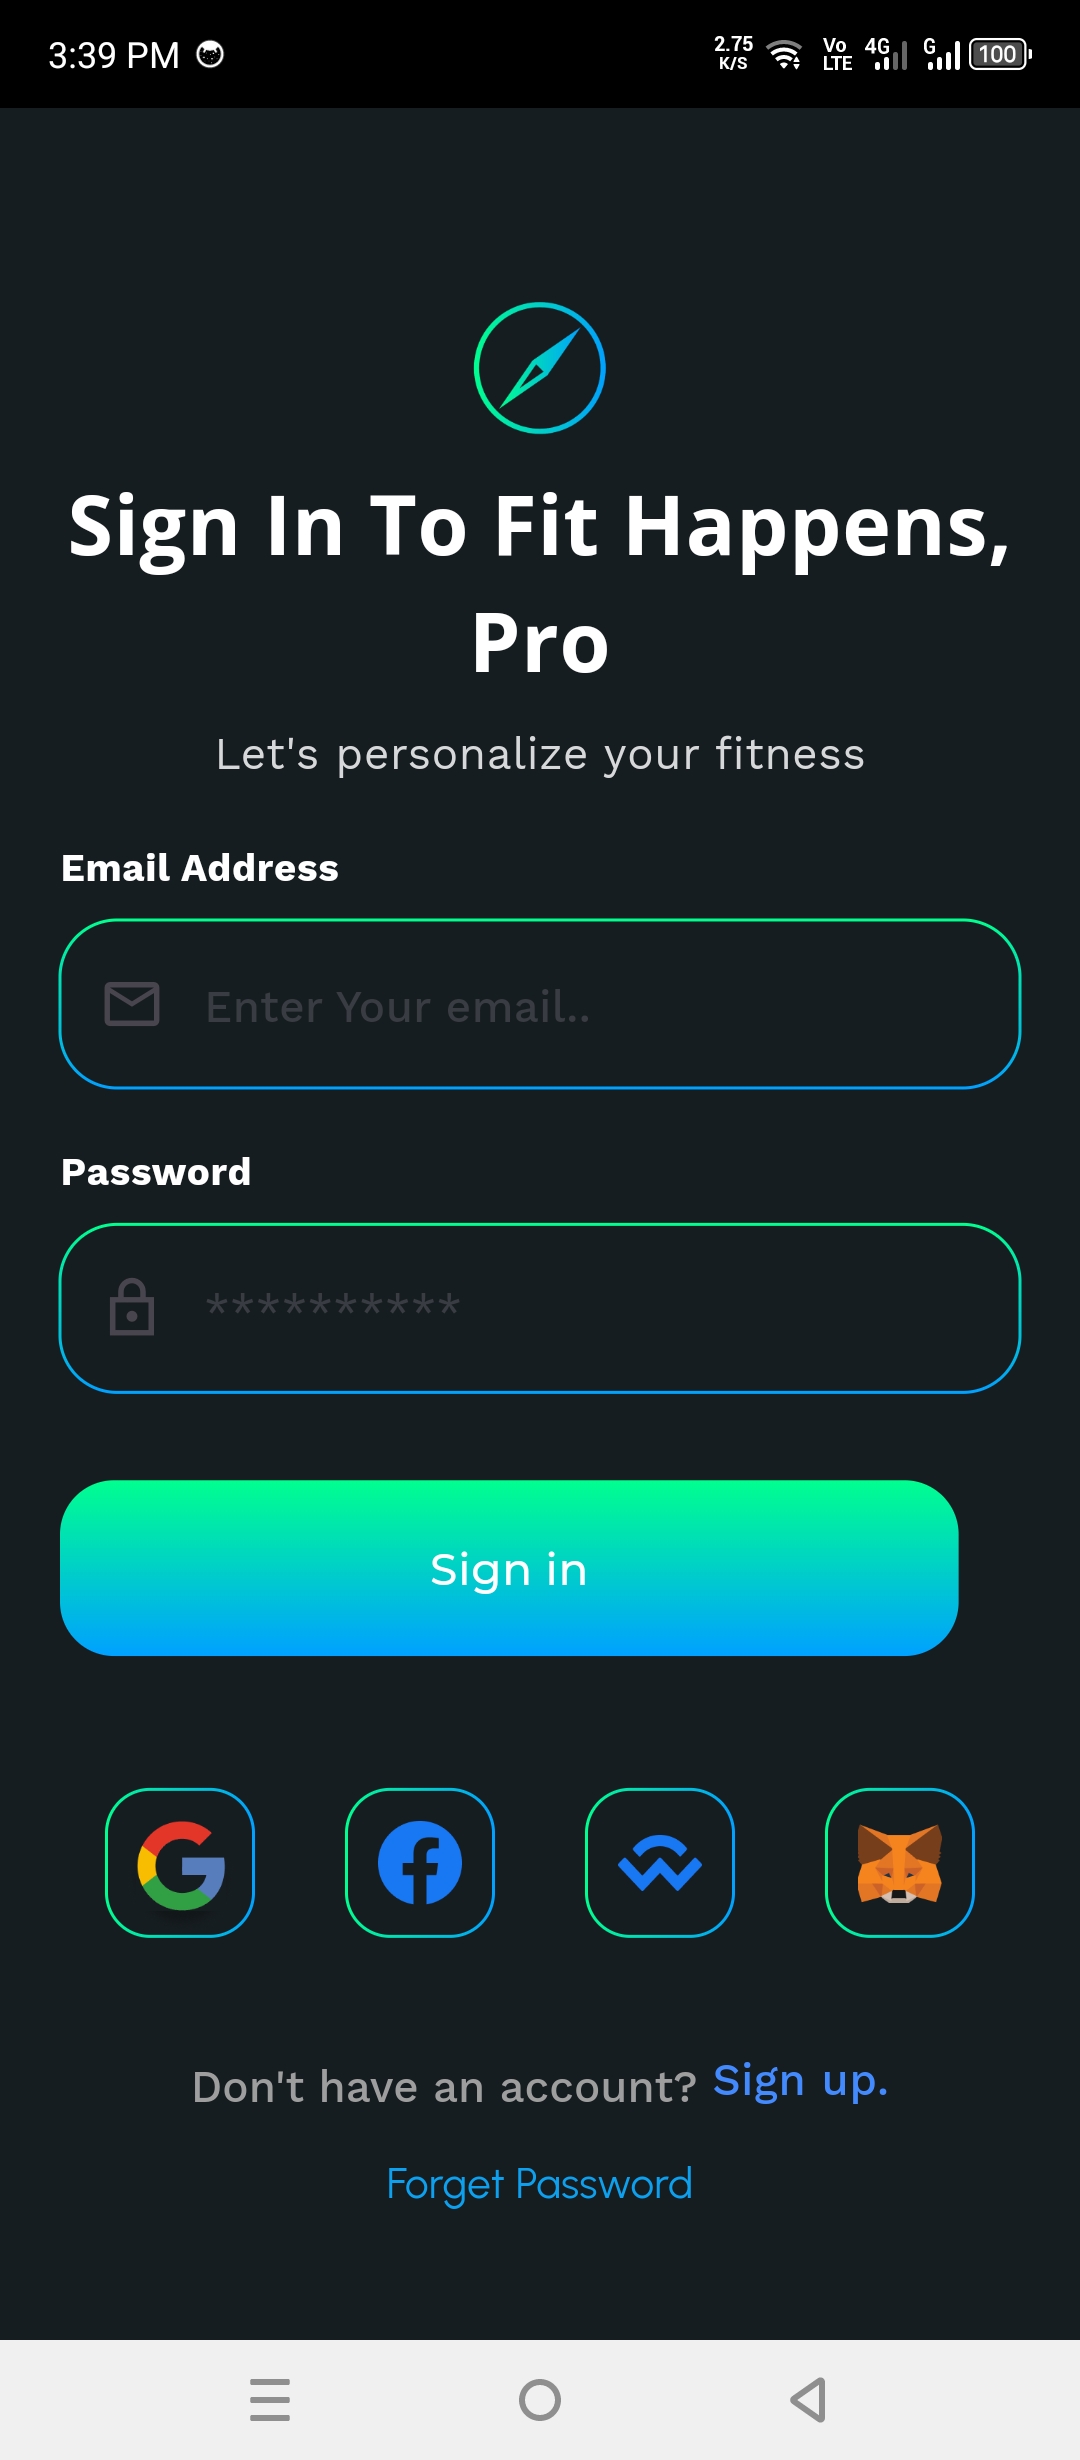 3:39 PM
2.75 K/S
Vo LTE
4G
G
100
Sign In To Fit Happens,
Pro
Let's personalize your fitness
Email Address
Enter Your email..
Password
**********
Sign in
Don't have an account? Sign up.
Forget Password